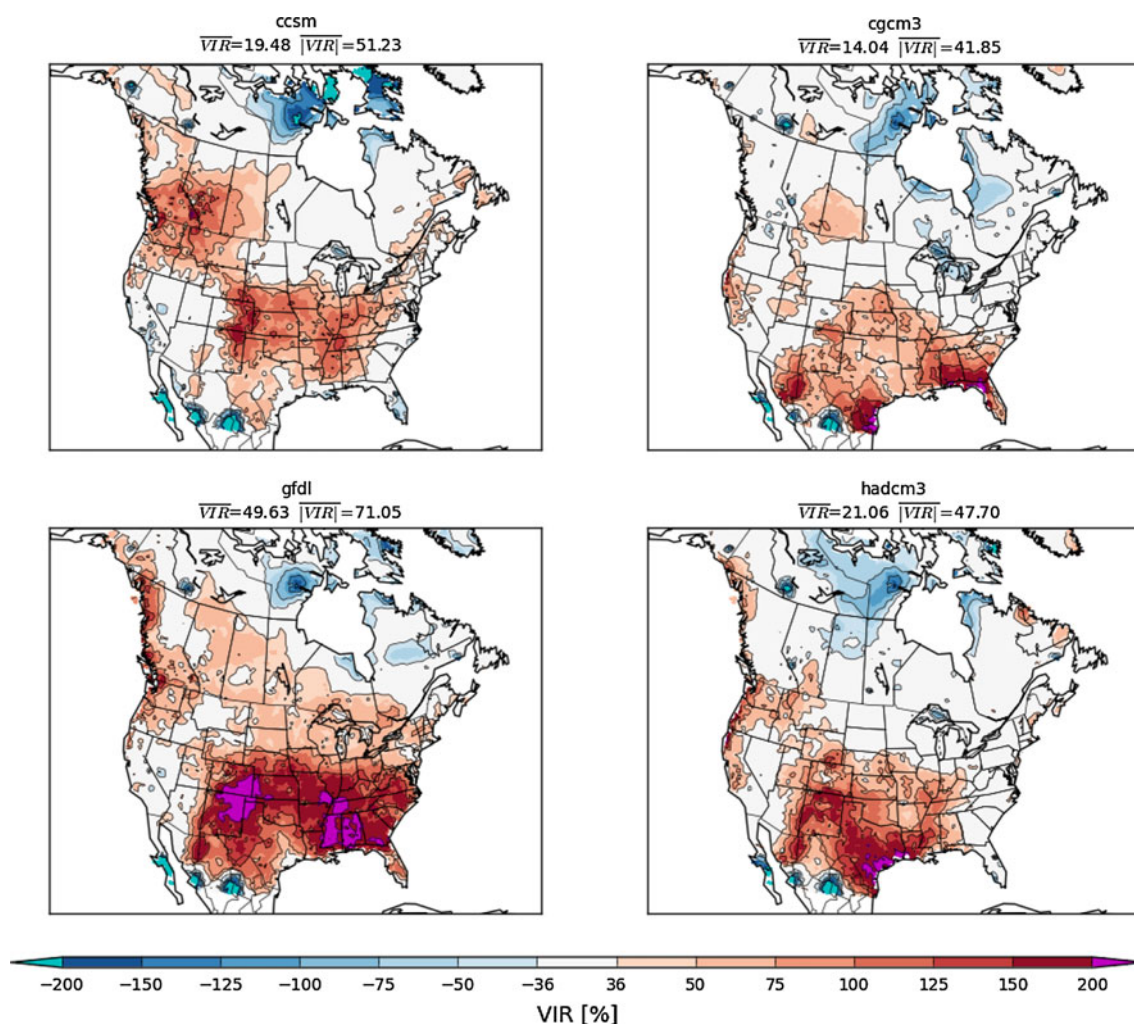 ccsm
VIR=19.48 |VIR|=51.23
cgcm3
VIR=14.04 |VIR|=41.85
gfdl
VIR=49.63 |VIR|=71.05
hadcm3
VIR=21.06 |VIR|=47.70
−200 −150 −100 −75 −50 −36 36 50 75 100 125 150 200
VIR [%]